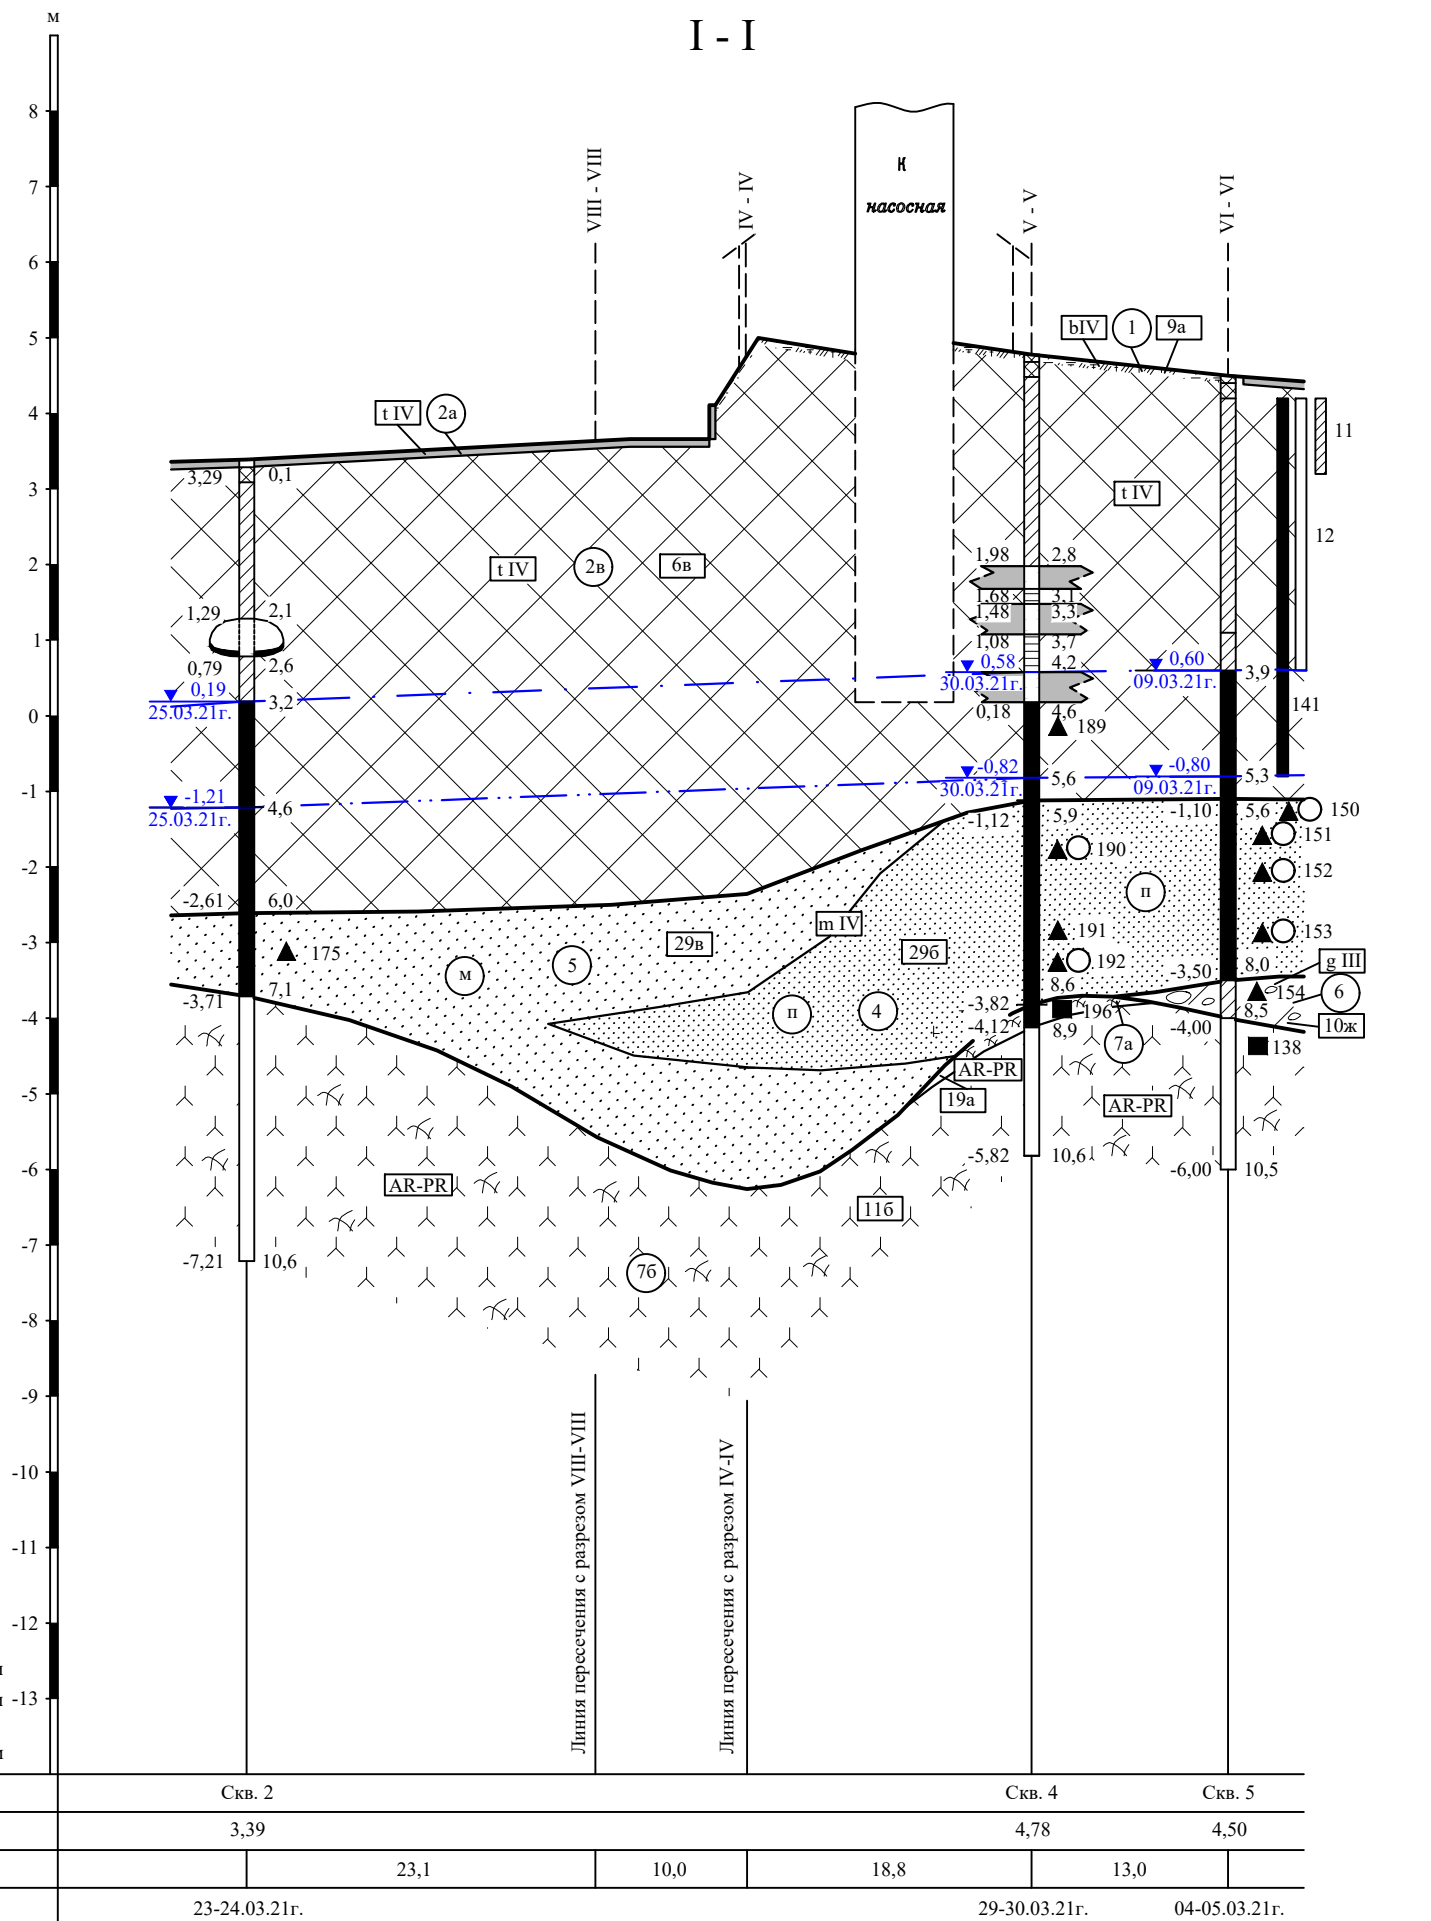 I - I
м
8
7
6
5
4
3
2
1
0
-1
-2
-3
-4
-5
-6
-7
-8
-9
-10
-11
-12
-13
VIII - VIII
IV - IV
V - V
VI - VI
К
насосная
bIV 1 9а
t IV 2а
t IV 2в 6в
t IV
11
12
141
3,29 0,1
1,29 2,1
0,79 2,6
0,19 3,2
25.03.21г.
-1,21 4,6
25.03.21г.
-2,61 6,0
175
-3,71 7,1
-7,21 10,6
1,98 2,8
1,68 3,1
1,48 3,3
1,08 3,7
0,58 4,2
30.03.21г.
0,18 4,6
189
-0,82 5,6
30.03.21г.
-1,12 5,9
190
191
192
8,6
-3,82
196
-4,12 8,9
-5,82 10,6
0,60 3,9
09.03.21г.
-0,80 5,3
09.03.21г.
-1,10 5,6 150
151
152
153
-3,50 8,0
154
8,5
-4,00
138
-6,00 10,5
п
m IV
29в
29б
м 5
п 4
g III
6
10ж
7а
AR-PR
19а
AR-PR
AR-PR
11б
7б
Линия пересечения с разрезом VIII-VIII
Линия пересечения с разрезом IV-IV
Скв. 2 Скв. 4 Скв. 5
3,39 4,78 4,50
23,1 10,0 18,8 13,0
23-24.03.21г. 29-30.03.21г. 04-05.03.21г.